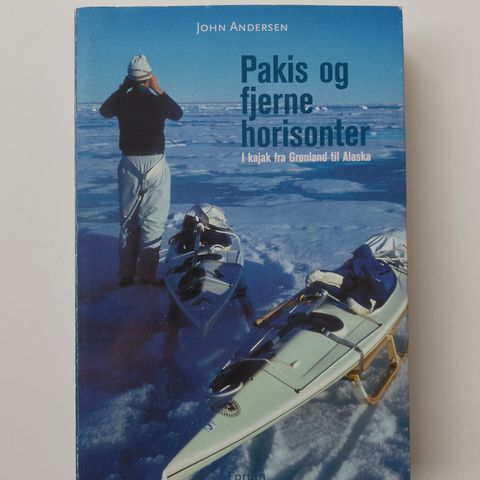 John Andersen
Pakis og
fjerne
horisonter
I kajak fra Grønland til Alaska
Forum